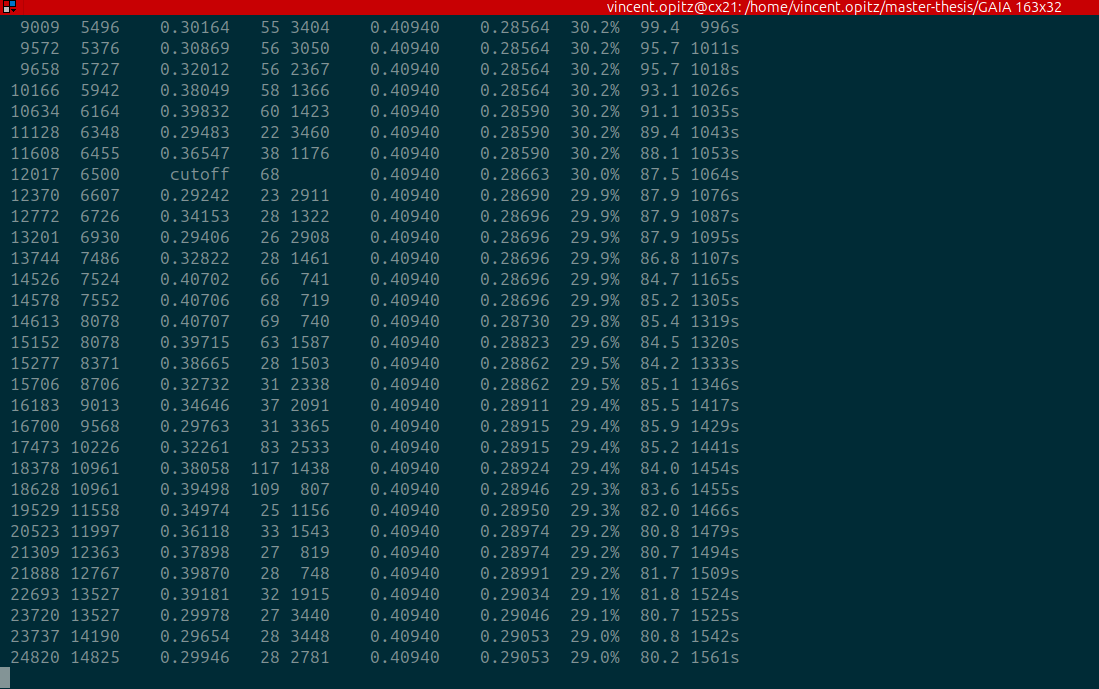 vincent.opitz@cx21: /home/vincent.opitz/master-thesis/GAIA 163x32
9009 5496 0.30164 55 3404 0.40940 0.28564 30.2% 99.4 996s
9572 5376 0.30869 56 3050 0.40940 0.28564 30.2% 95.7 1011s
9658 5727 0.32012 56 2367 0.40940 0.28564 30.2% 95.7 1018s
10166 5942 0.38049 58 1366 0.40940 0.28564 30.2% 93.1 1026s
10634 6164 0.39832 60 1423 0.40940 0.28590 30.2% 91.1 1035s
11128 6348 0.29483 22 3460 0.40940 0.28590 30.2% 89.4 1043s
11608 6455 0.36547 38 1176 0.40940 0.28590 30.2% 88.1 1053s
12017 6500 cutoff 68 0.40940 0.28663 30.0% 87.5 1064s
12370 6607 0.29242 23 2911 0.40940 0.28690 29.9% 87.9 1076s
12772 6726 0.34153 28 1322 0.40940 0.28696 29.9% 87.9 1087s
13201 6930 0.29406 26 2908 0.40940 0.28696 29.9% 87.9 1095s
13744 7486 0.32822 28 1461 0.40940 0.28696 29.9% 86.8 1107s
14526 7524 0.40702 66 741 0.40940 0.28696 29.9% 84.7 1165s
14578 7552 0.40706 68 719 0.40940 0.28696 29.9% 85.2 1305s
14613 8078 0.40707 69 740 0.40940 0.28730 29.8% 85.4 1319s
15152 8078 0.39715 63 1587 0.40940 0.28823 29.6% 84.5 1320s
15277 8371 0.38665 28 1503 0.40940 0.28862 29.5% 84.2 1333s
15706 8706 0.32732 31 2338 0.40940 0.28862 29.5% 85.1 1346s
16183 9013 0.34646 37 2091 0.40940 0.28911 29.4% 85.5 1417s
16700 9568 0.29763 31 3365 0.40940 0.28915 29.4% 85.9 1429s
17473 10226 0.32261 83 2533 0.40940 0.28915 29.4% 85.2 1441s
18378 10961 0.38058 117 1438 0.40940 0.28924 29.4% 84.0 1454s
18628 10961 0.39498 109 807 0.40940 0.28946 29.3% 83.6 1455s
19529 11558 0.34974 25 1156 0.40940 0.28950 29.3% 82.0 1466s
20523 11997 0.36118 33 1543 0.40940 0.28974 29.2% 80.8 1479s
21309 12363 0.37898 27 819 0.40940 0.28974 29.2% 80.7 1494s
21888 12767 0.39870 28 748 0.40940 0.28991 29.2% 81.7 1509s
22693 13527 0.39181 32 1915 0.40940 0.29034 29.1% 81.8 1524s
23720 13527 0.29978 27 3440 0.40940 0.29046 29.1% 80.7 1525s
23737 14190 0.29654 28 3448 0.40940 0.29053 29.0% 80.8 1542s
24820 14825 0.29946 28 2781 0.40940 0.29053 29.0% 80.2 1561s